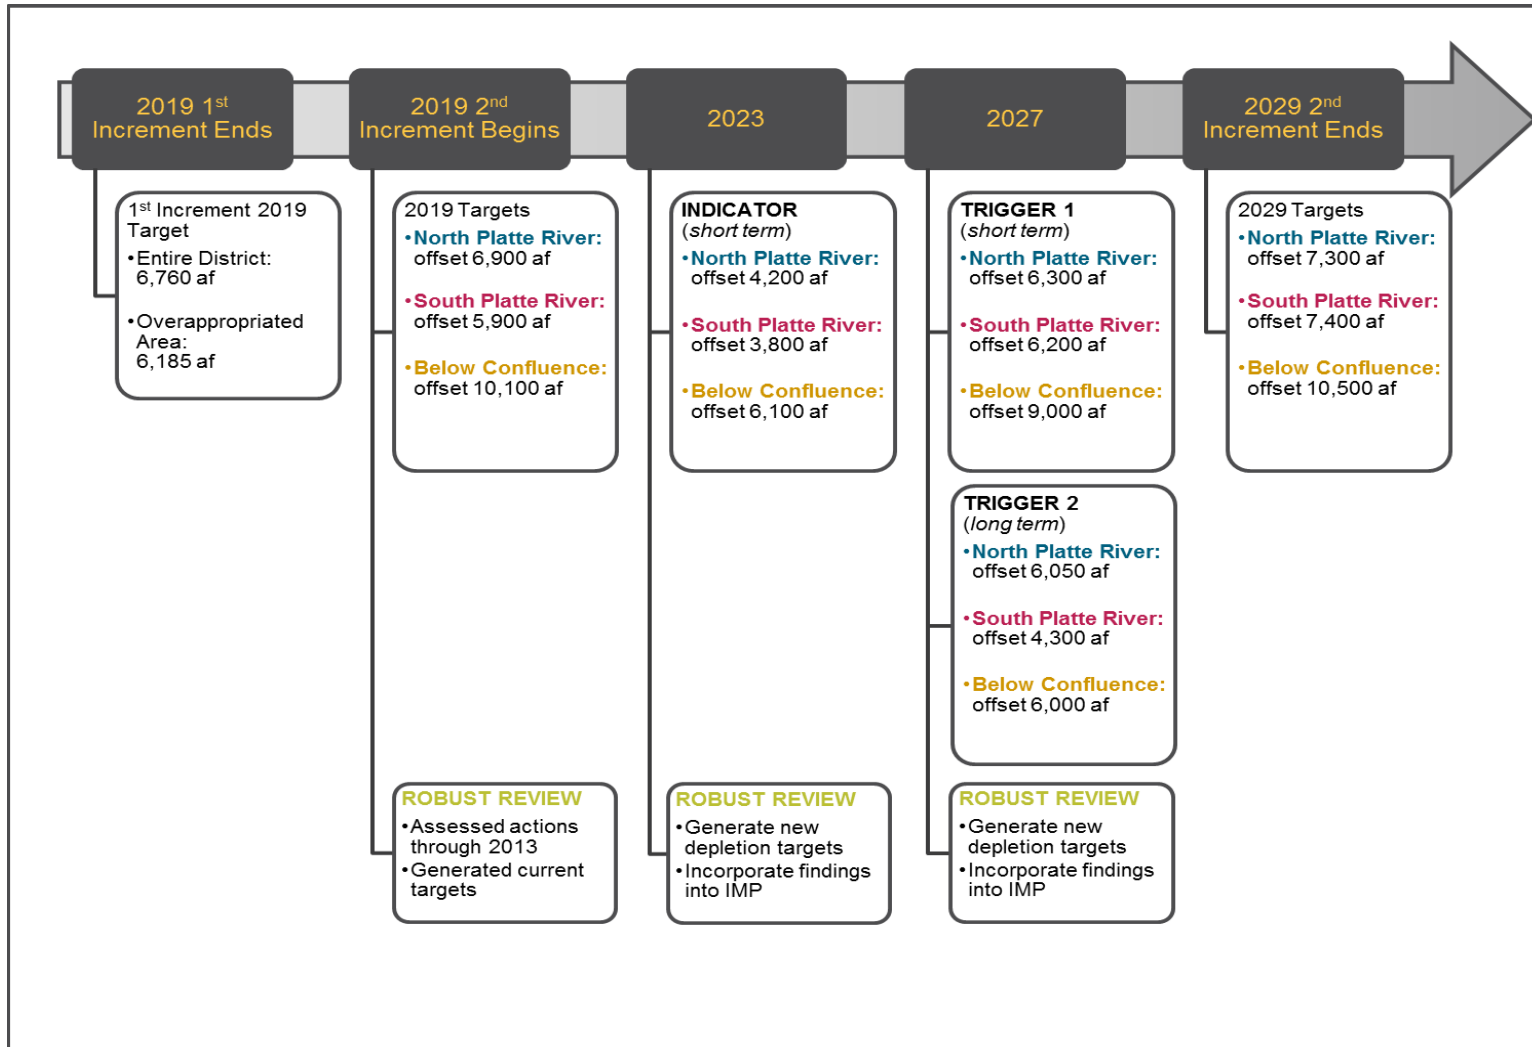 2019 1st
Increment Ends
2019 2nd
Increment Begins
2023
2027
2029 2nd
Increment Ends
1st Increment 2019
Target
•Entire District:
6,760 af
•Overappropriated
Area:
6,185 af
2019 Targets
•North Platte River:
offset 6,900 af
•South Platte River:
offset 5,900 af
•Below Confluence:
offset 10,100 af
ROBUST REVIEW
•Assessed actions
through 2013
•Generated current
targets
INDICATOR
(short term)
•North Platte River:
offset 4,200 af
•South Platte River:
offset 3,800 af
•Below Confluence:
offset 6,100 af
ROBUST REVIEW
•Generate new
depletion targets
•Incorporate findings
into IMP
TRIGGER 1
(short term)
•North Platte River:
offset 6,300 af
•South Platte River:
offset 6,200 af
•Below Confluence:
offset 9,000 af
TRIGGER 2
(long term)
•North Platte River:
offset 6,050 af
•South Platte River:
offset 4,300 af
•Below Confluence:
offset 6,000 af
ROBUST REVIEW
•Generate new
depletion targets
•Incorporate findings
into IMP
2029 Targets
•North Platte River:
offset 7,300 af
•South Platte River:
offset 7,400 af
•Below Confluence:
offset 10,500 af